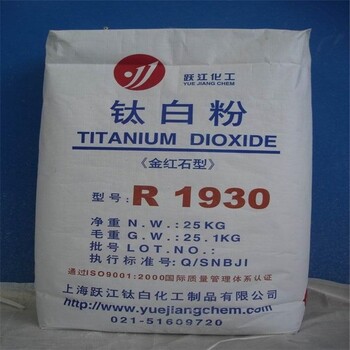 跃江化工
YUE JIANG CHEM
钛白粉
TITANIUM DIOXIDE
《金红石型》
型号: R 1930
净重 N.W.: 25KG
毛重 G.W.: 25.1KG
批号 LOT.NO.:
执行标准号: Q/SNBJI
通过ISO9001:2000国际质量管理体系认证
上海跃江钛白化工制品有限公司
http://www.yuejiangchem.com
021-51609720